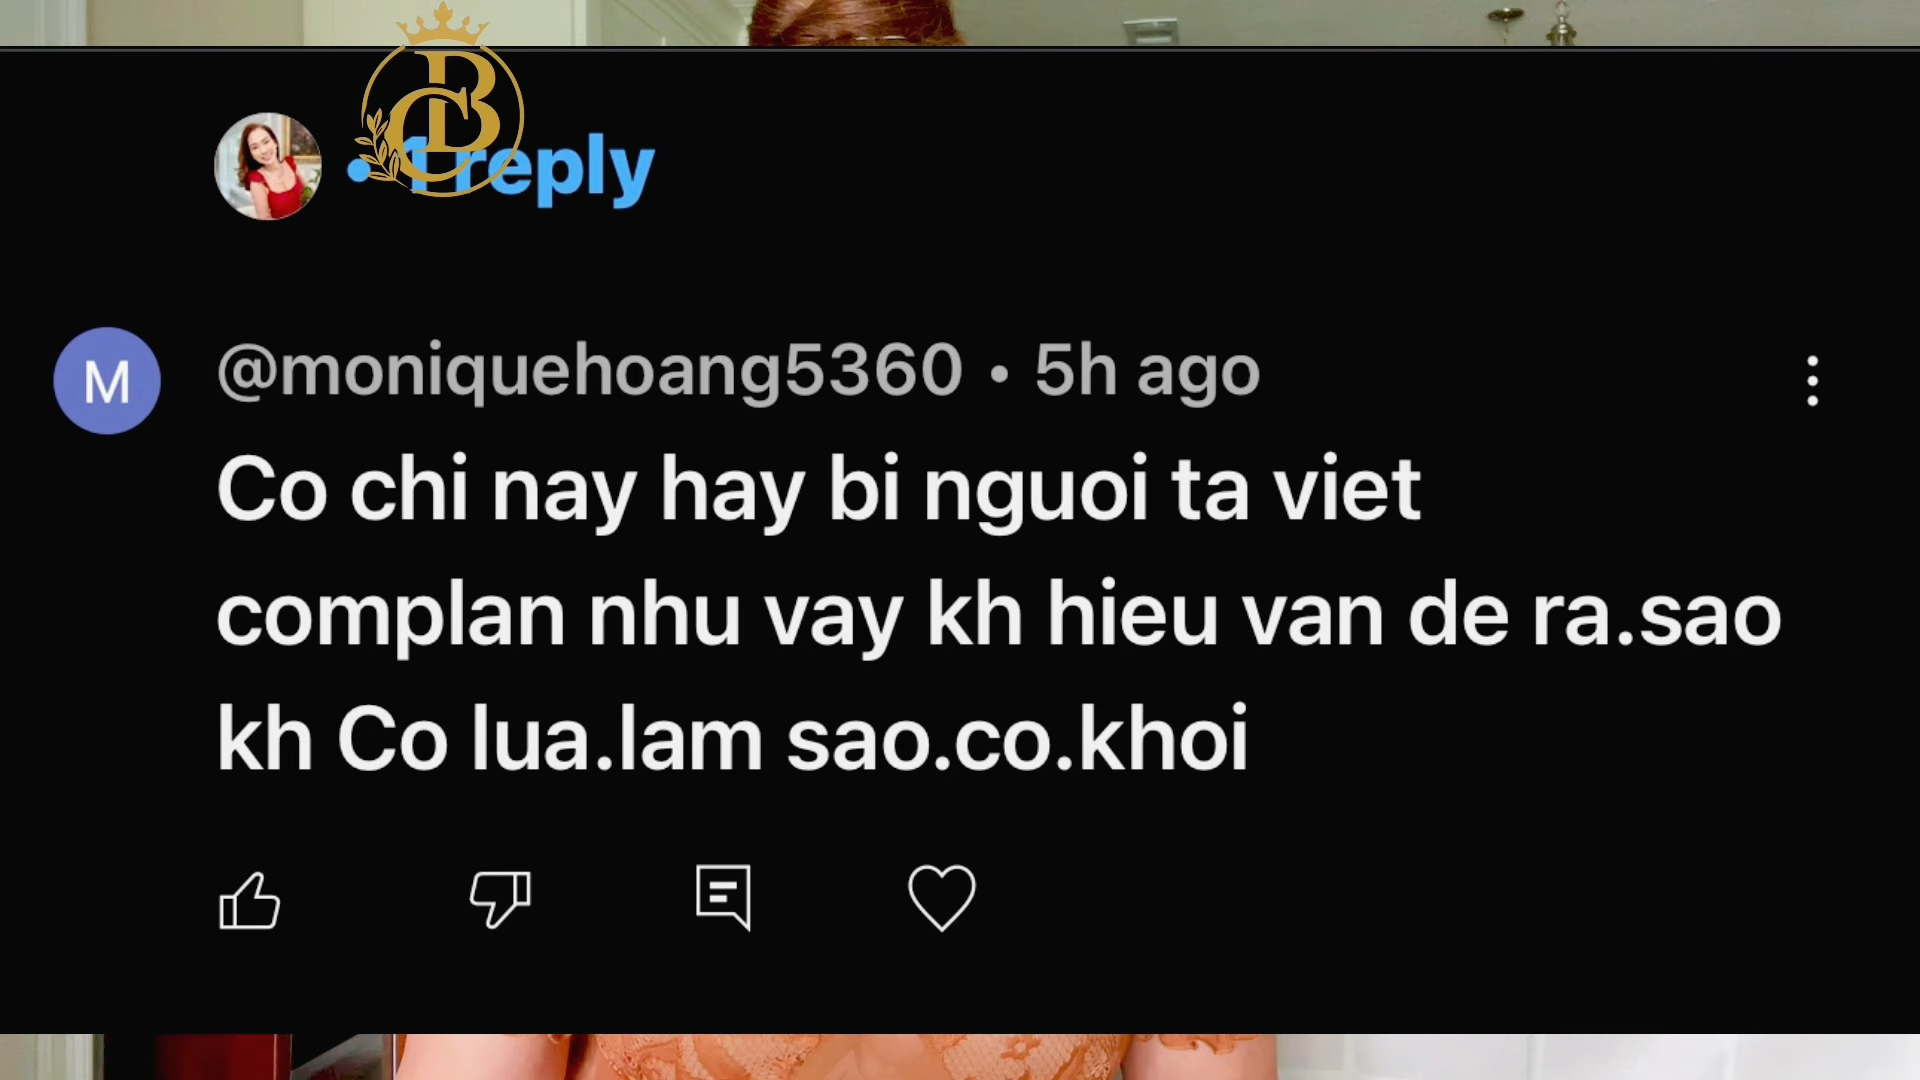 • 1 reply
M
@moniquehoang5360 • 5h ago
Co chi nay hay bi nguoi ta viet
complan nhu vay kh hieu van de ra.sao
kh Co lua.lam sao.co.khoi